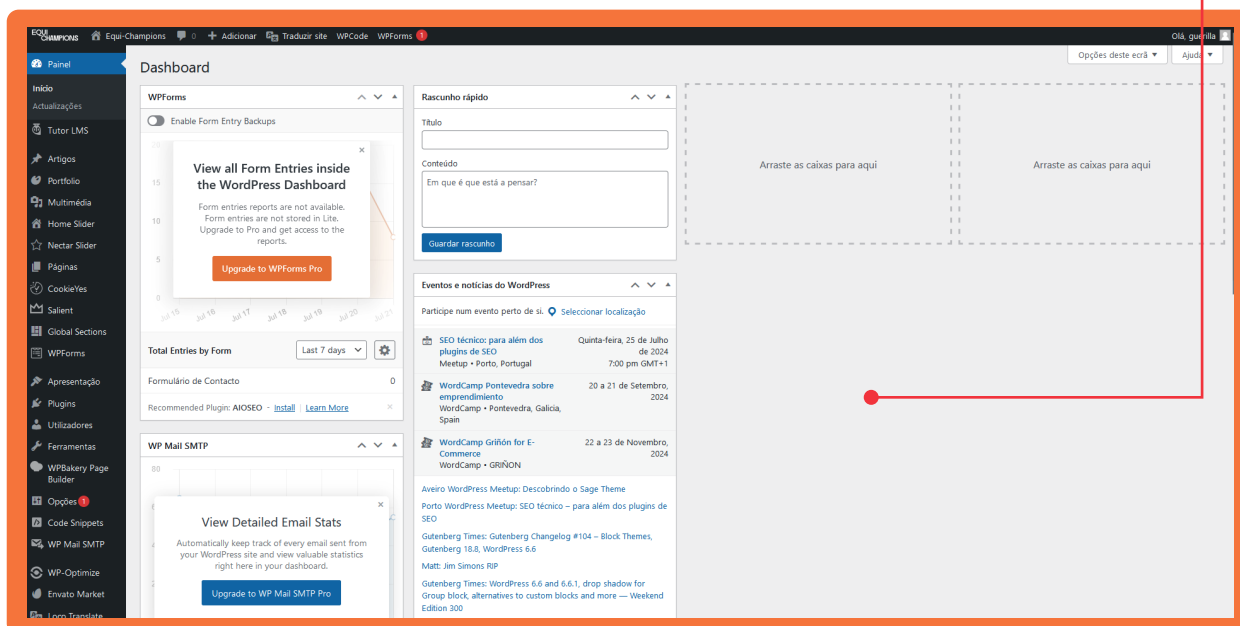 EQUI
CHAMPIONS Equi-Champions 0 Adicionar Traduzir site WPCode WPForms 1 Olá, guerilla
Painel
Início
Actualizações
Tutor LMS
Artigos
Portfolio
Multimédia
Home Slider
Nectar Slider
Páginas
CookieYes
Salient
Global Sections
WPForms
Apresentação
Plugins
Utilizadores
Ferramentas
WPBakery Page
Builder
Opções 1
Code Snippets
WP Mail SMTP
WP-Optimize
Envato Market
Loco Translate
Opções deste ecrã ▼ Ajuda ▼
Dashboard
WPForms
Enable Form Entry Backups
20
15
10
5
0
Jul 15 Jul 16 Jul 17 Jul 18 Jul 19 Jul 20 Jul 21
×
View all Form Entries inside
the WordPress Dashboard
Form entries reports are not available.
Form entries are not stored in Lite.
Upgrade to Pro and get access to the
reports.
Upgrade to WPForms Pro
Total Entries by Form Last 7 days
Formulário de Contacto 0
Recommended Plugin: AIOSEO - Install | Learn More ×
WP Mail SMTP
80
×
View Detailed Email Stats
Automatically keep track of every email sent from
your WordPress site and view valuable statistics
right here in your dashboard.
Upgrade to WP Mail SMTP Pro
Rascunho rápido
Título
Conteúdo
Em que é que está a pensar?
Guardar rascunho
Eventos e notícias do WordPress
Participe num evento perto de si. Seleccionar localização
SEO técnico: para além dos Quinta-feira, 25 de Julho
plugins de SEO de 2024
Meetup • Porto, Portugal 7:00 pm GMT+1
WordCamp Pontevedra sobre 20 a 21 de Setembro,
emprendimiento 2024
WordCamp • Pontevedra, Galicia,
Spain
WordCamp Griñón for E- 22 a 23 de Novembro,
Commerce 2024
WordCamp • GRIÑON
Aveiro WordPress Meetup: Descobrindo o Sage Theme
Porto WordPress Meetup: SEO técnico – para além dos plugins de
SEO
Gutenberg Times: Gutenberg Changelog #104 – Block Themes,
Gutenberg 18.8, WordPress 6.6
Matt: Jim Simons RIP
Gutenberg Times: WordPress 6.6 and 6.6.1, drop shadow for
Group block, alternatives to custom blocks and more — Weekend
Edition 300
Arraste as caixas para aqui
Arraste as caixas para aqui